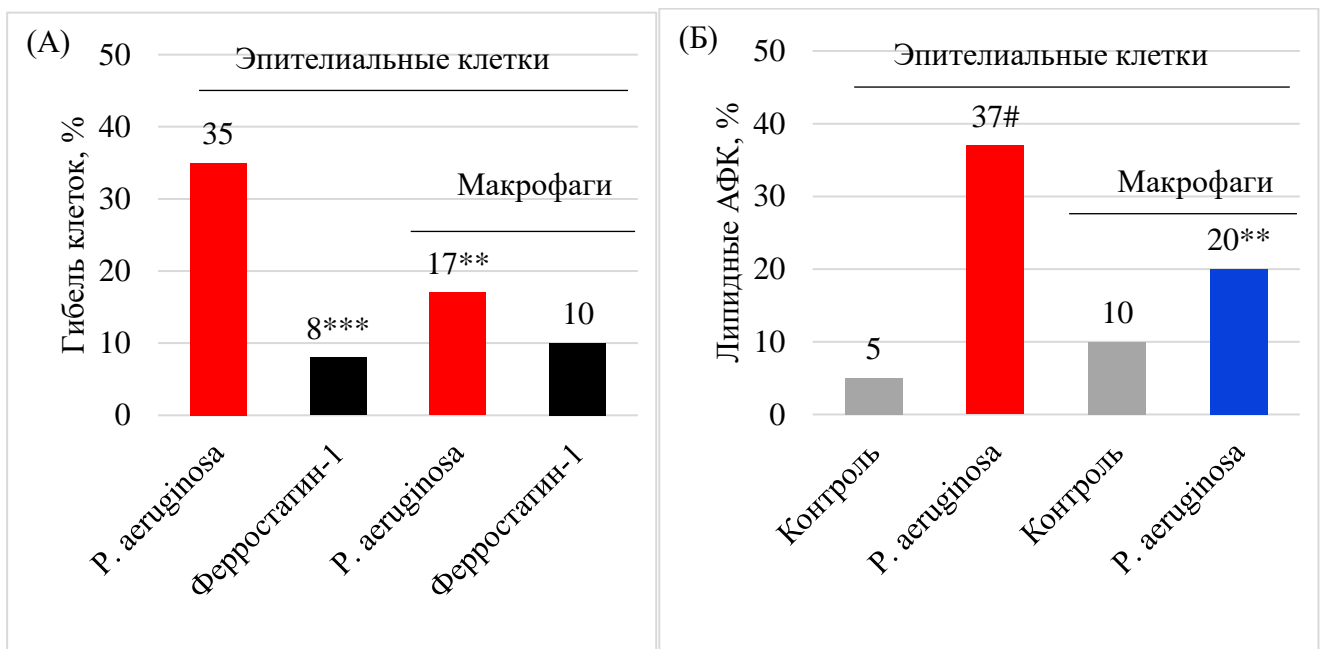 (А)
Эпителиальные клетки
Макрофаги
Гибель клеток, %
50
40
30
20
10
0
35
8***
17**
10
P. aeruginosa
Ферростатин-1
P. aeruginosa
Ферростатин-1
(Б)
Эпителиальные клетки
Макрофаги
Липидные АФК, %
50
40
30
20
10
0
5
37#
10
20**
Контроль
P. aeruginosa
Контроль
P. aeruginosa